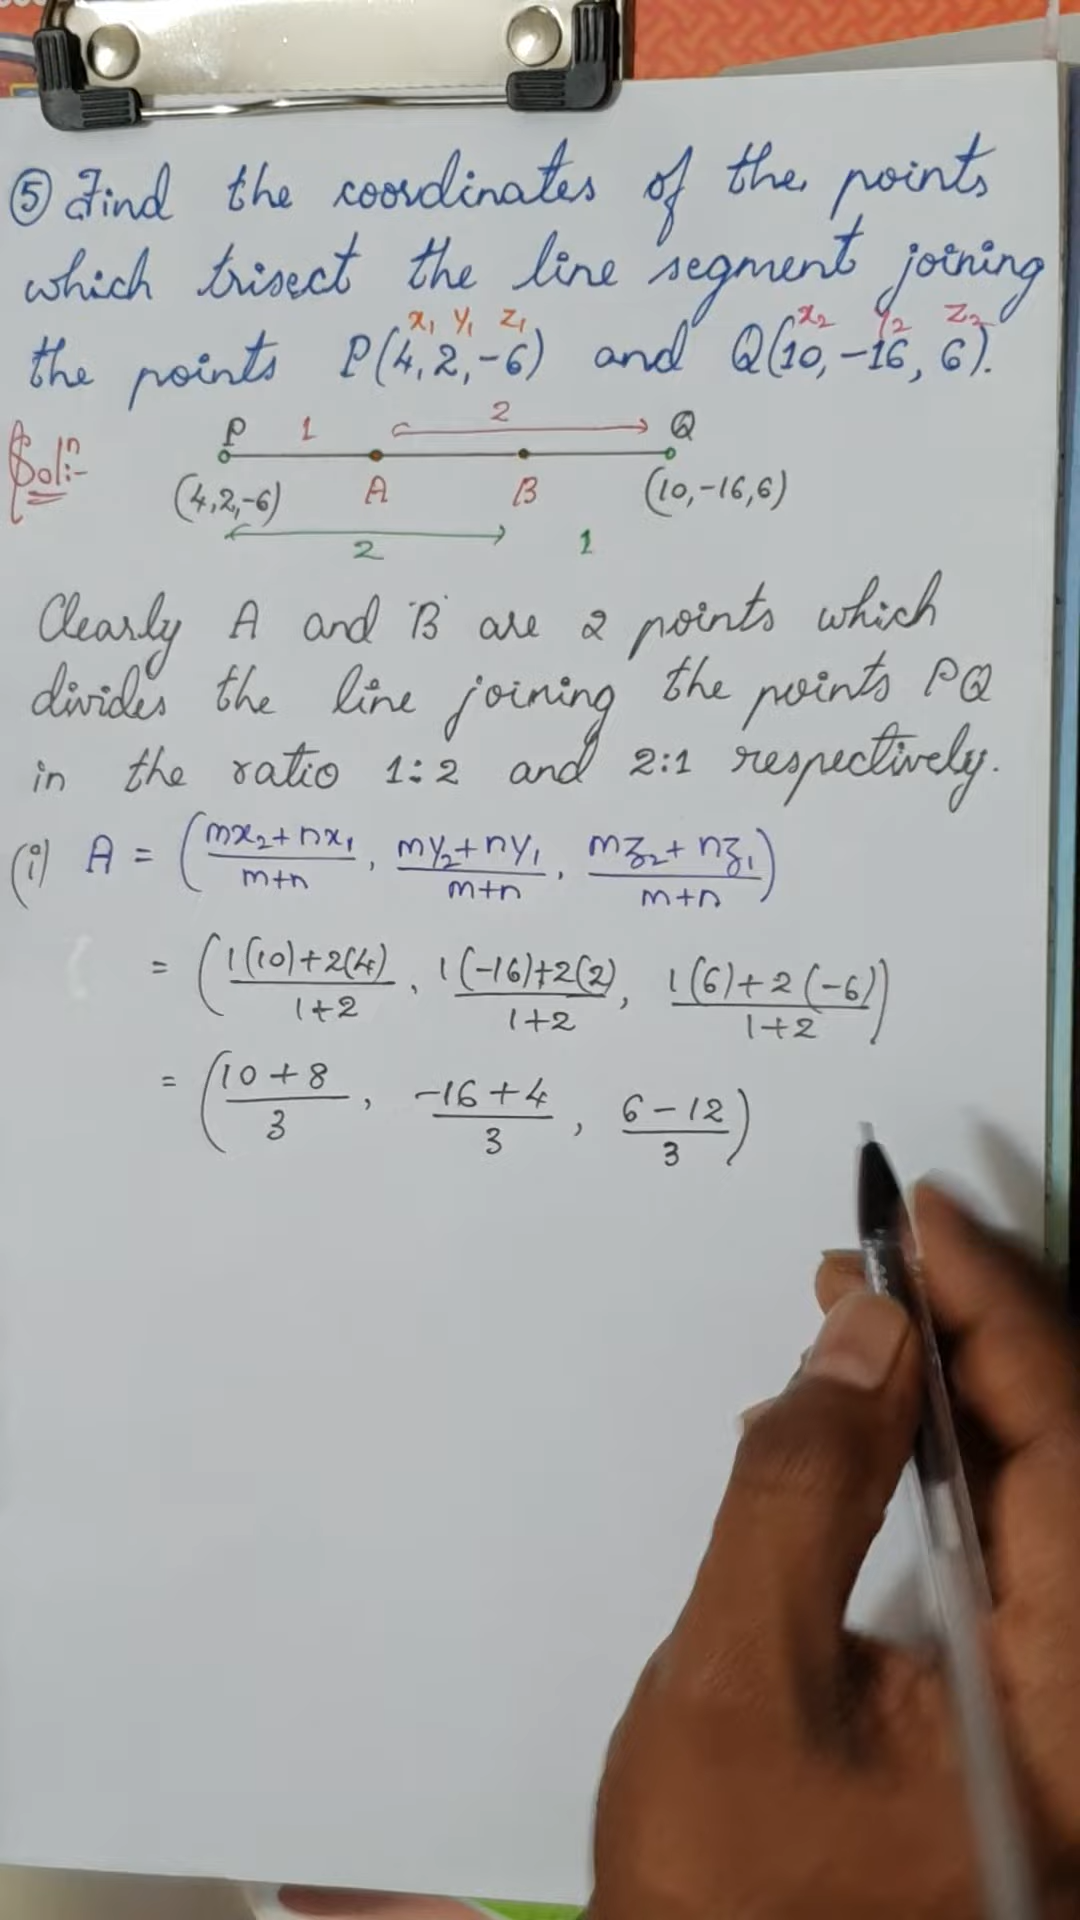 ⑤ Find the coordinates of the points
which trisect the line segment joining
x₁ y₁ z₁ x₂ y₂ z₂
the points P(4, 2, -6) and Q(10, -16, 6).
Solⁿ:-
P 1 2 Q
(4,2,-6) A B (10,-16,6)
2 1
Clearly A and B are 2 points which
divides the line joining the points PQ
in the ratio 1:2 and 2:1 respectively.
(i) A = ((mx₂+nx₁)/(m+n), (my₂+ny₁)/(m+n), (mz₂+nz₁)/(m+n))
= ((1(10)+2(4))/(1+2), (1(-16)+2(2))/(1+2), (1(6)+2(-6))/(1+2))
= ((10+8)/3, (-16+4)/3, (6-12)/3)